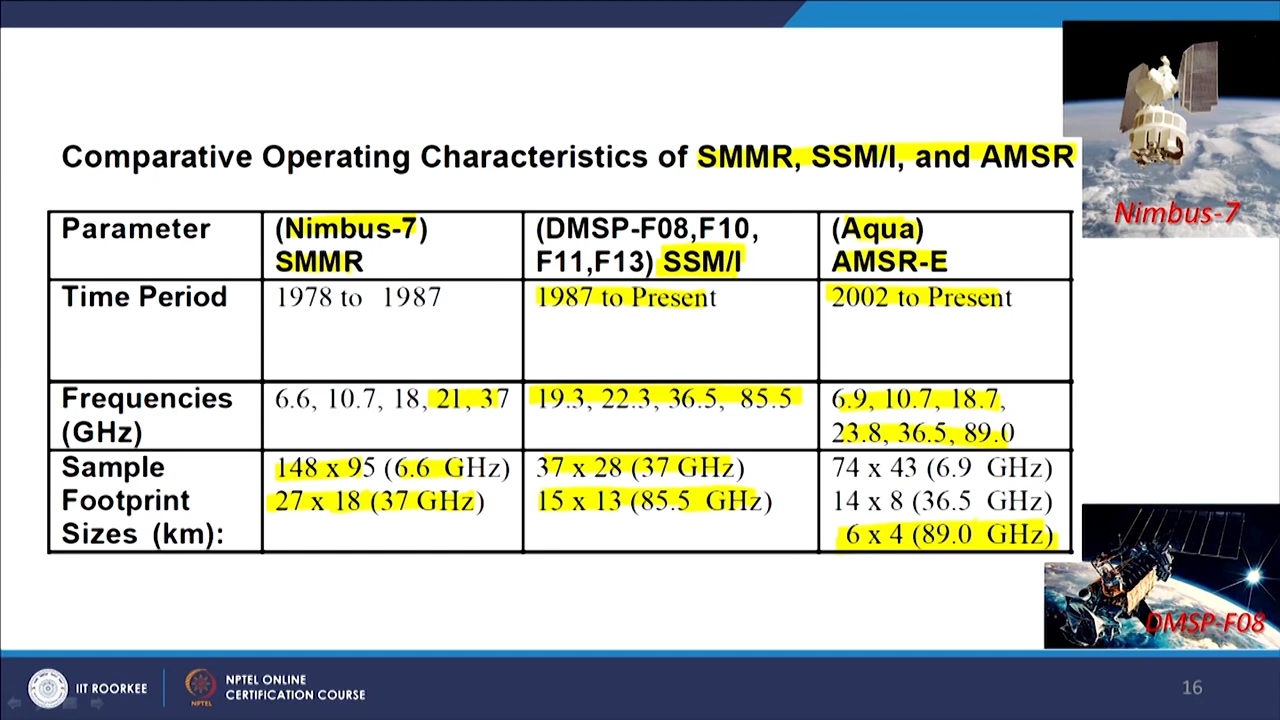 Comparative Operating Characteristics of SMMR, SSM/I, and AMSR
Nimbus-7
Parameter
(Nimbus-7)
SMMR
(DMSP-F08,F10,
F11,F13) SSM/I
(Aqua)
AMSR-E
Time Period
1978 to 1987
1987 to Present
2002 to Present
Frequencies
(GHz)
6.6, 10.7, 18, 21, 37
19.3, 22.3, 36.5, 85.5
6.9, 10.7, 18.7,
23.8, 36.5, 89.0
Sample
Footprint
Sizes (km):
148 x 95 (6.6 GHz)
27 x 18 (37 GHz)
37 x 28 (37 GHz)
15 x 13 (85.5 GHz)
74 x 43 (6.9 GHz)
14 x 8 (36.5 GHz)
6 x 4 (89.0 GHz)
DMSP-F08
IIT ROORKEE
NPTEL
NPTEL ONLINE
CERTIFICATION COURSE
16